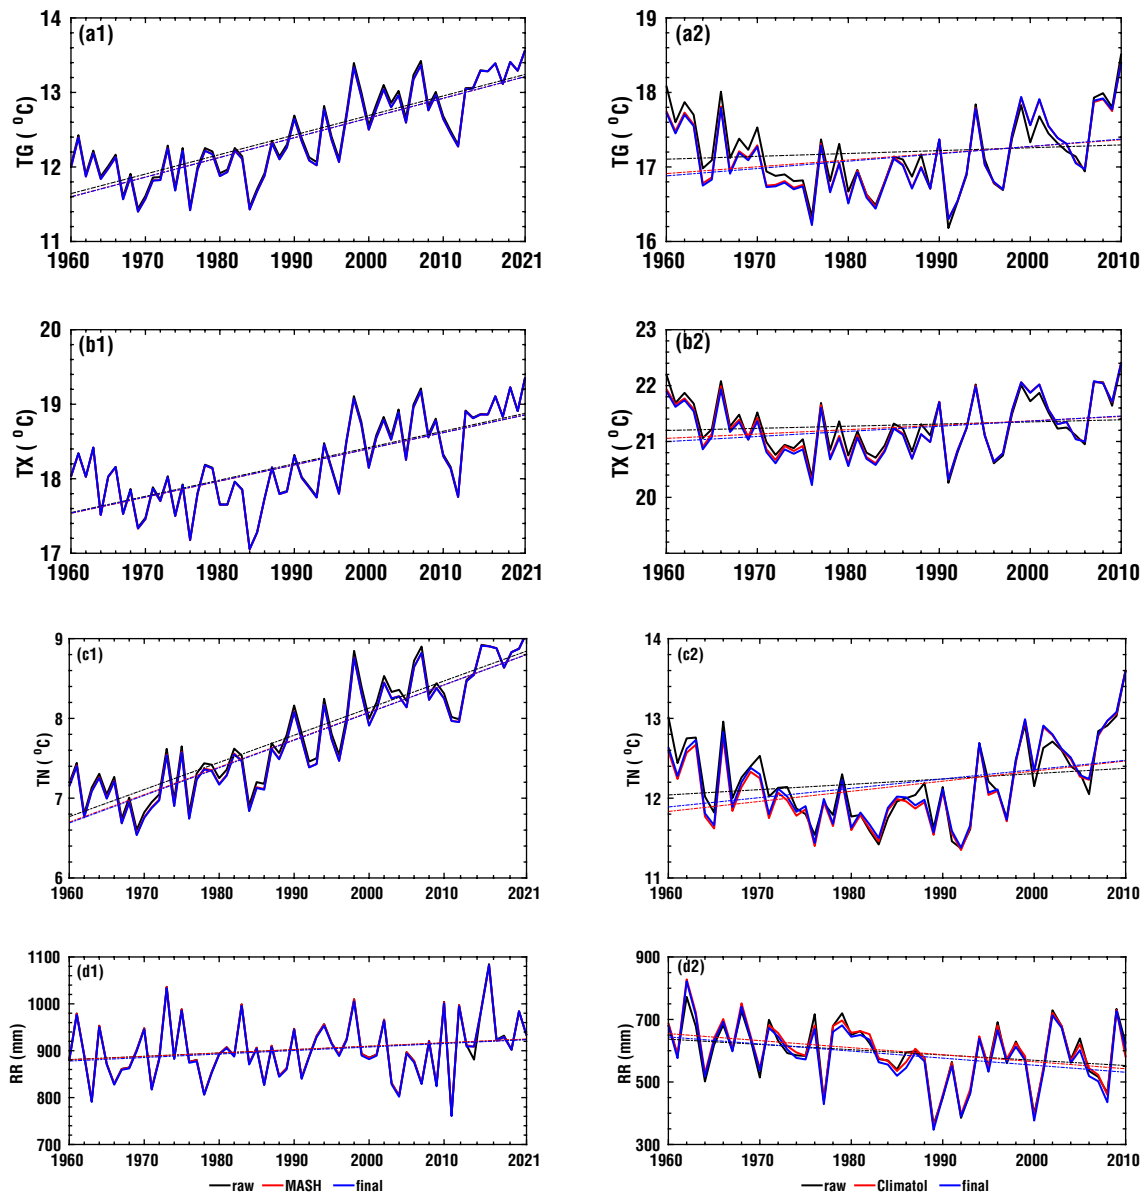 (a1)
TG ( ⁰C)
14
13
12
11
1960 1970 1980 1990 2000 2010 2021
(a2)
TG ( ⁰C)
19
18
17
16
1960 1970 1980 1990 2000 2010
(b1)
TX ( ⁰C)
20
19
18
17
1960 1970 1980 1990 2000 2010 2021
(b2)
TX ( ⁰C)
23
22
21
20
1960 1970 1980 1990 2000 2010
(c1)
TN ( ⁰C)
9
8
7
6
1960 1970 1980 1990 2000 2010 2021
(c2)
TN ( ⁰C)
14
13
12
11
1960 1970 1980 1990 2000 2010
(d1)
RR (mm)
1100
1000
900
800
700
1960 1970 1980 1990 2000 2010 2021
raw MASH final
(d2)
RR (mm)
900
700
500
300
1960 1970 1980 1990 2000 2010
raw Climatol final